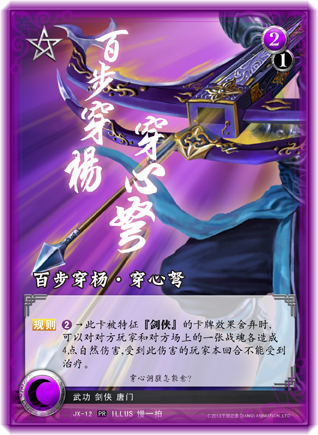 2
1
百步穿楊
穿心弩
百步穿杨·穿心弩
规则 2→此卡被特征『剑侠』的卡牌效果舍弃时,
可以对对方玩家和对方场上的一张战魂各造成
4点自然伤害,受到此伤害的玩家本回合不能受到
治疗。
武功 剑侠 唐门
JX-12 PR ILLUS 慢一拍